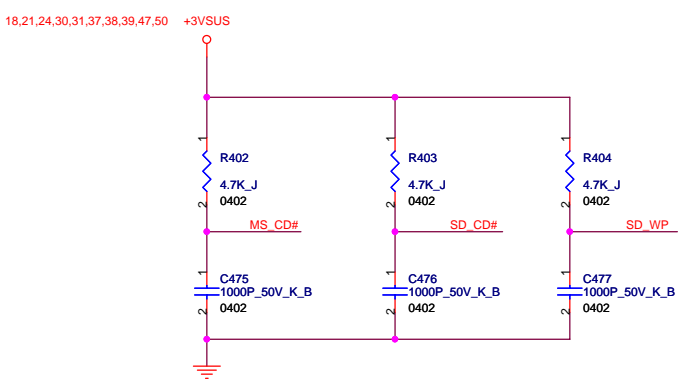 18,21,24,30,31,37,38,39,47,50 +3VSUS
1 1 1
R402 R403 R404
4.7K_J 4.7K_J 4.7K_J
2 0402 2 0402 2 0402
MS_CD# SD_CD# SD_WP
1 C475 1 C476 1 C477
1000P_50V_K_B 1000P_50V_K_B 1000P_50V_K_B
2 0402 2 0402 2 0402